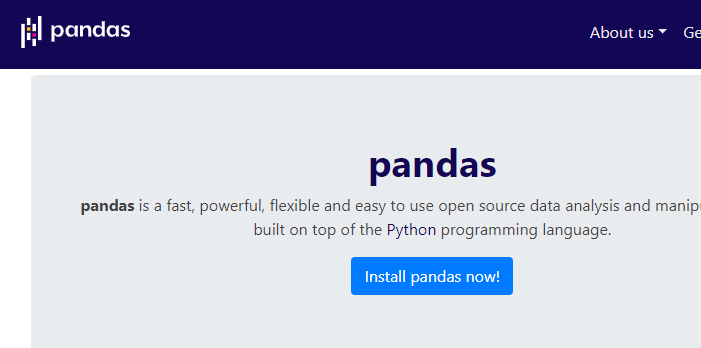 pandas
About us
pandas
pandas is a fast, powerful, flexible and easy to use open source data analysis and
built on top of the Python programming language.
Install pandas now!